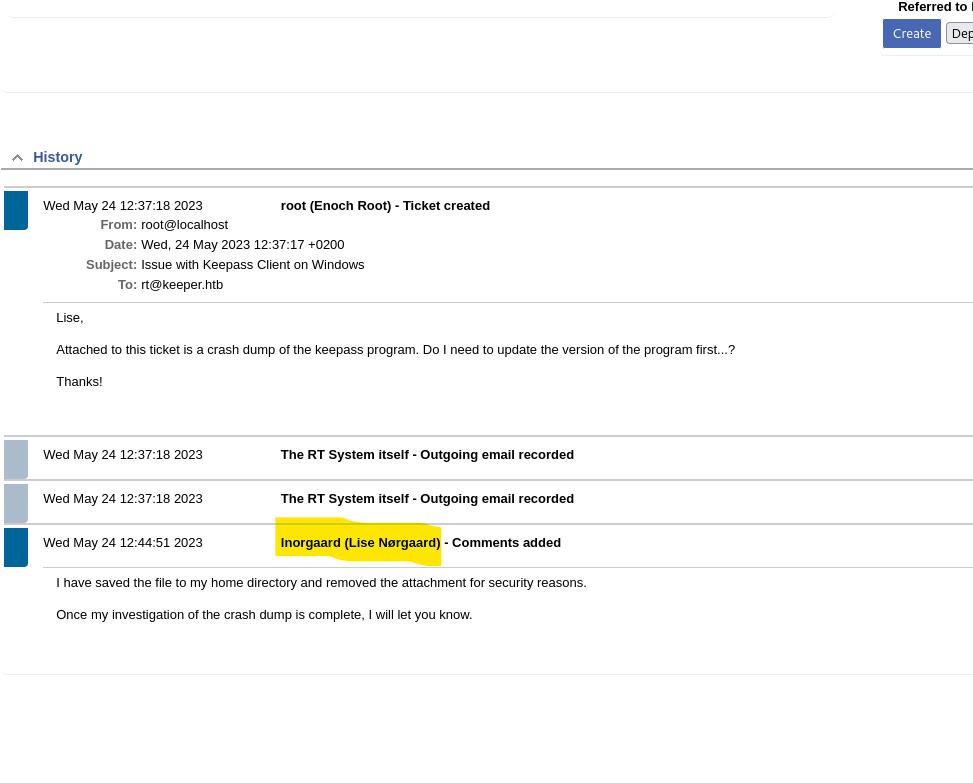 Referred to
Create
History
Wed May 24 12:37:18 2023 root (Enoch Root) - Ticket created
From: root@localhost
Date: Wed, 24 May 2023 12:37:17 +0200
Subject: Issue with Keepass Client on Windows
To: rt@keeper.htb
Lise,
Attached to this ticket is a crash dump of the keepass program. Do I need to update the version of the program first...?
Thanks!
Wed May 24 12:37:18 2023 The RT System itself - Outgoing email recorded
Wed May 24 12:37:18 2023 The RT System itself - Outgoing email recorded
Wed May 24 12:44:51 2023 lnorgaard (Lise Nørgaard) - Comments added
I have saved the file to my home directory and removed the attachment for security reasons.
Once my investigation of the crash dump is complete, I will let you know.